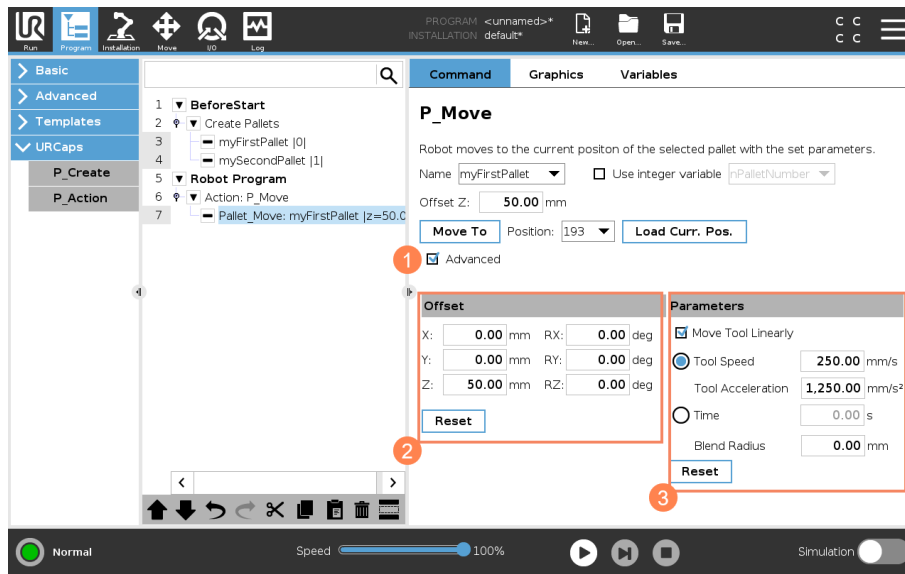 UR
Run Program Installation Move I/O Log
PROGRAM <unnamed>*
INSTALLATION default*
New... Open... Save...
C C
C C
Basic
Advanced
Templates
URCaps
P_Create
P_Action
1 BeforeStart
2 Create Pallets
3 myFirstPallet |0|
4 mySecondPallet |1|
5 Robot Program
6 Action: P_Move
7 Pallet_Move: myFirstPallet |z=50.0
Command Graphics Variables
P_Move
Robot moves to the current positon of the selected pallet with the set parameters.
Name myFirstPallet Use integer variable nPalletNumber
Offset Z: 50.00 mm
Move To Position: 193 Load Curr. Pos.
1 Advanced
Offset
X: 0.00 mm RX: 0.00 deg
Y: 0.00 mm RY: 0.00 deg
Z: 50.00 mm RZ: 0.00 deg
Reset
2
Parameters
Move Tool Linearly
Tool Speed 250.00 mm/s
Tool Acceleration 1,250.00 mm/s²
Time 0.00 s
Blend Radius 0.00 mm
Reset
3
Normal
Speed 100%
Simulation